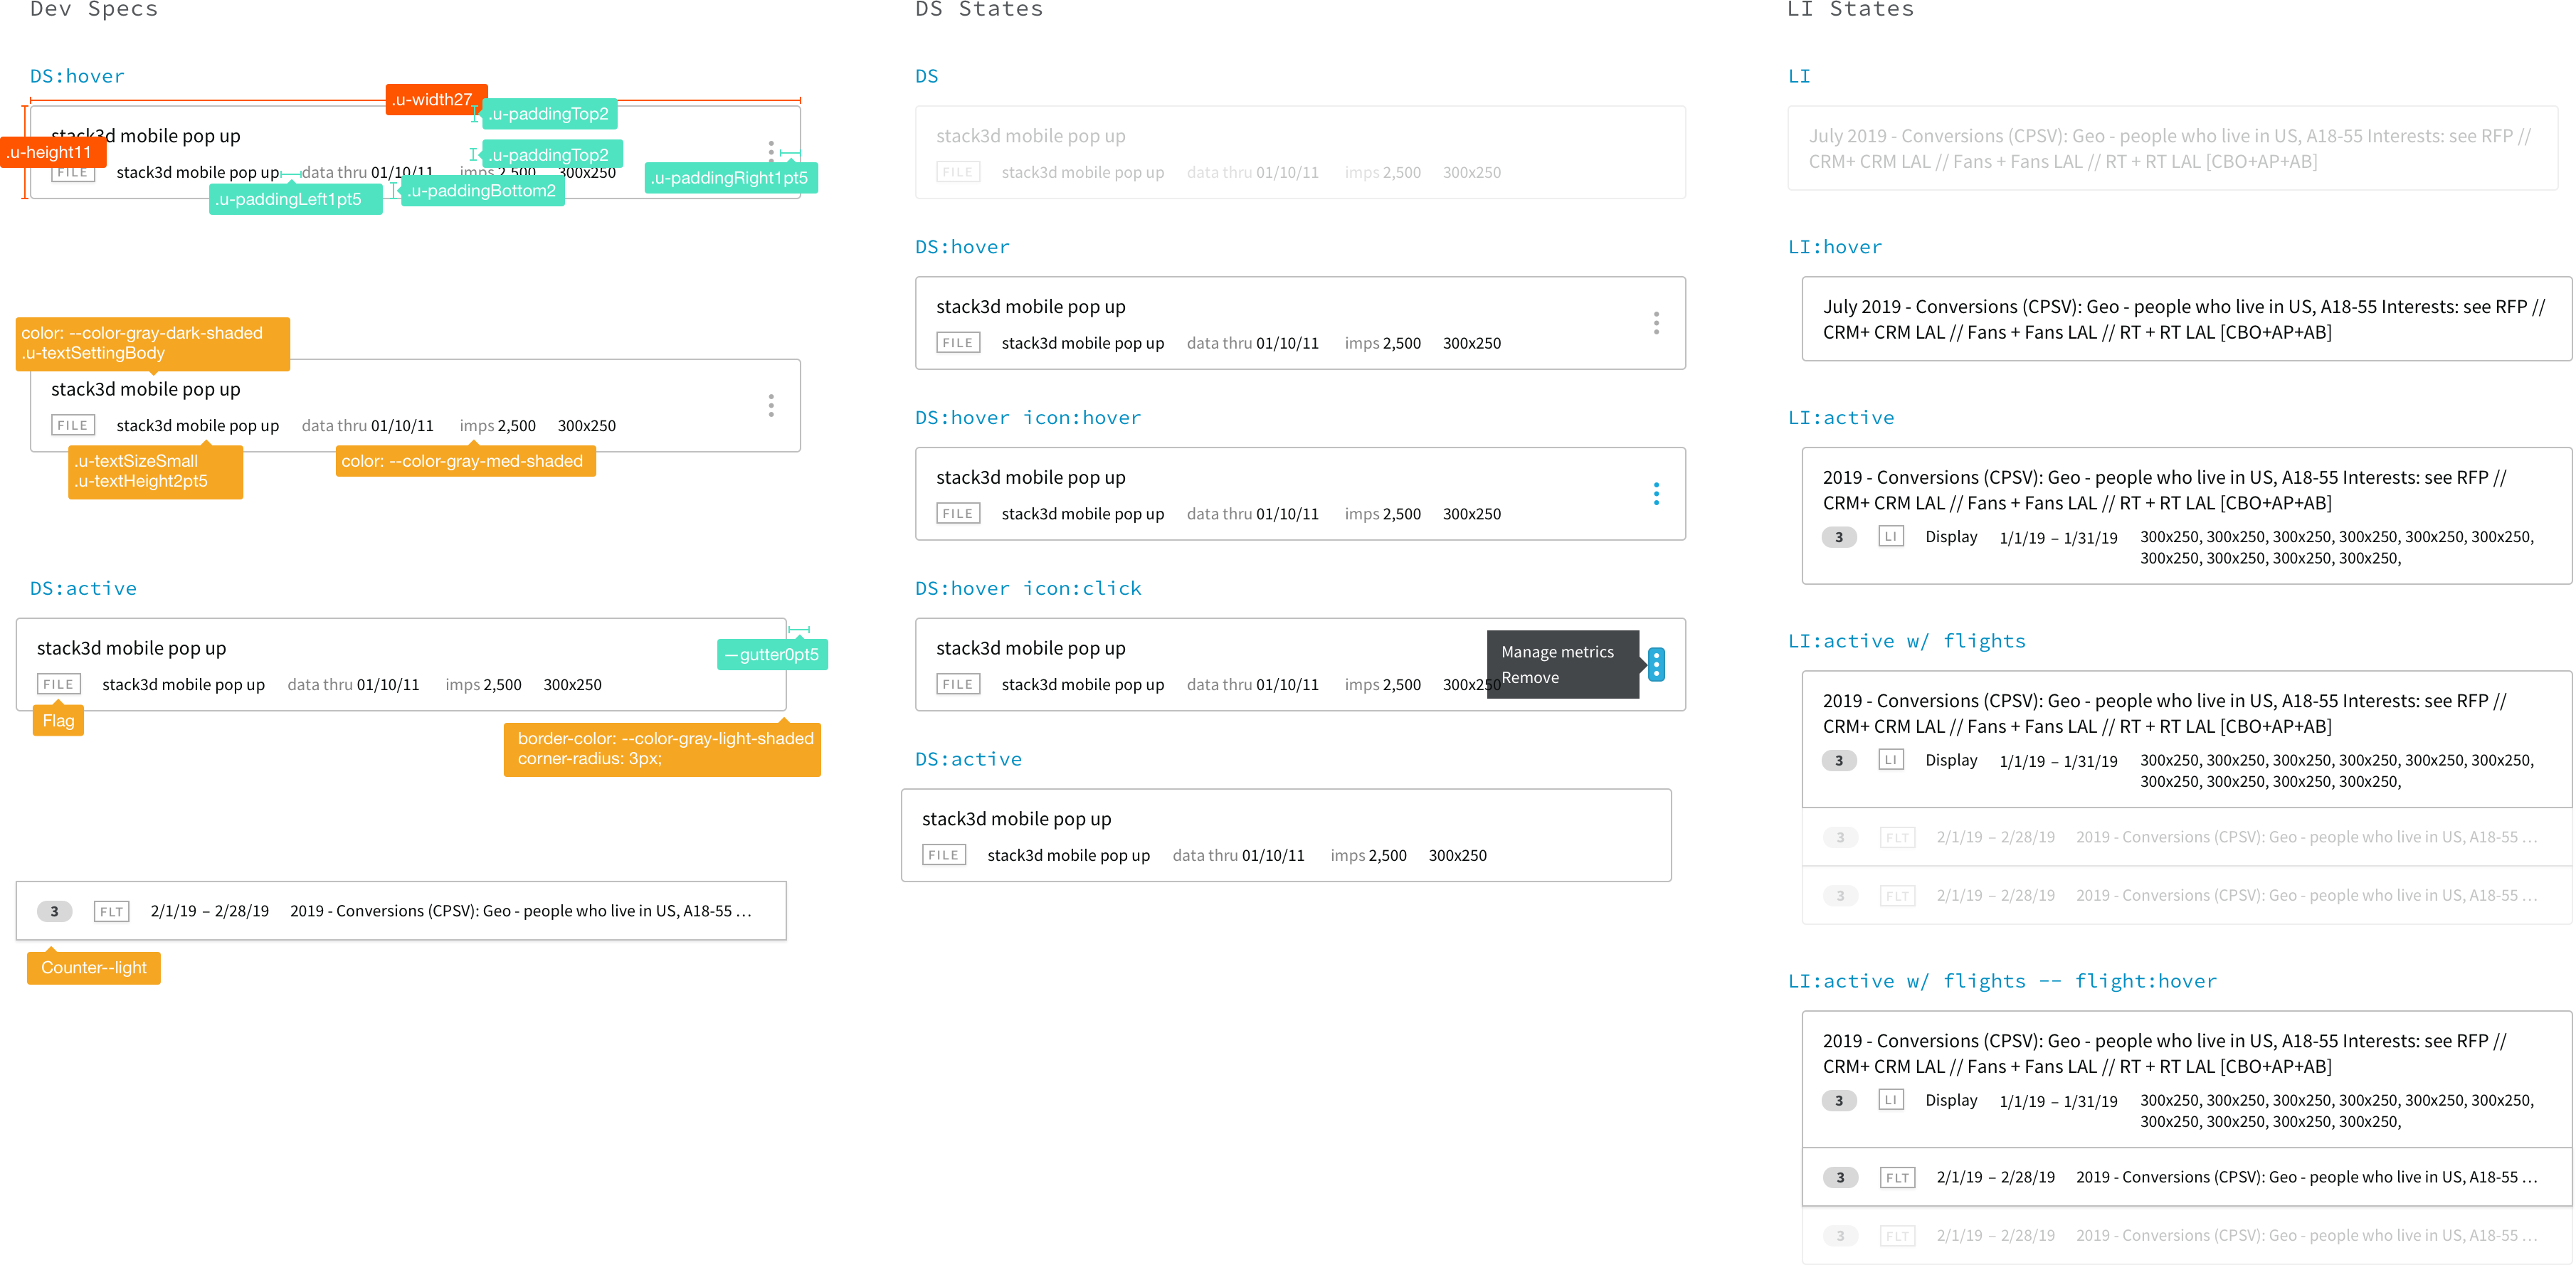 Dev Specs
DS:hover
.u-width27
.u-paddingTop2
stack3d mobile pop up
.u-height11
.u-paddingTop2
FILE stack3d mobile pop up data thru 01/10/11 imps 2,500 300x250
.u-paddingRight1pt5
.u-paddingLeft1pt5
.u-paddingBottom2
color: --color-gray-dark-shaded
.u-textSettingBody
stack3d mobile pop up
FILE stack3d mobile pop up data thru 01/10/11 imps 2,500 300x250
.u-textSizeSmall
.u-textHeight2pt5
color: --color-gray-med-shaded
DS:active
stack3d mobile pop up
—gutter0pt5
FILE stack3d mobile pop up data thru 01/10/11 imps 2,500 300x250
Flag
border-color: --color-gray-light-shaded
corner-radius: 3px;
3 FLT 2/1/19 – 2/28/19 2019 - Conversions (CPSV): Geo - people who live in US, A18-55 …
Counter--light
DS States
DS
stack3d mobile pop up
FILE stack3d mobile pop up data thru 01/10/11 imps 2,500 300x250
DS:hover
stack3d mobile pop up
FILE stack3d mobile pop up data thru 01/10/11 imps 2,500 300x250
DS:hover icon:hover
stack3d mobile pop up
FILE stack3d mobile pop up data thru 01/10/11 imps 2,500 300x250
DS:hover icon:click
stack3d mobile pop up
FILE stack3d mobile pop up data thru 01/10/11 imps 2,500 300x250
Manage metrics
Remove
DS:active
stack3d mobile pop up
FILE stack3d mobile pop up data thru 01/10/11 imps 2,500 300x250
LI States
LI
July 2019 - Conversions (CPSV): Geo - people who live in US, A18-55 Interests: see RFP //
CRM+ CRM LAL // Fans + Fans LAL // RT + RT LAL [CBO+AP+AB]
LI:hover
July 2019 - Conversions (CPSV): Geo - people who live in US, A18-55 Interests: see RFP //
CRM+ CRM LAL // Fans + Fans LAL // RT + RT LAL [CBO+AP+AB]
LI:active
2019 - Conversions (CPSV): Geo - people who live in US, A18-55 Interests: see RFP //
CRM+ CRM LAL // Fans + Fans LAL // RT + RT LAL [CBO+AP+AB]
3 LI Display 1/1/19 – 1/31/19 300x250, 300x250, 300x250, 300x250, 300x250, 300x250,
300x250, 300x250, 300x250, 300x250,
LI:active w/ flights
2019 - Conversions (CPSV): Geo - people who live in US, A18-55 Interests: see RFP //
CRM+ CRM LAL // Fans + Fans LAL // RT + RT LAL [CBO+AP+AB]
3 LI Display 1/1/19 – 1/31/19 300x250, 300x250, 300x250, 300x250, 300x250, 300x250,
300x250, 300x250, 300x250, 300x250,
3 FLT 2/1/19 – 2/28/19 2019 - Conversions (CPSV): Geo - people who live in US, A18-55 …
3 FLT 2/1/19 – 2/28/19 2019 - Conversions (CPSV): Geo - people who live in US, A18-55 …
LI:active w/ flights -- flight:hover
2019 - Conversions (CPSV): Geo - people who live in US, A18-55 Interests: see RFP //
CRM+ CRM LAL // Fans + Fans LAL // RT + RT LAL [CBO+AP+AB]
3 LI Display 1/1/19 – 1/31/19 300x250, 300x250, 300x250, 300x250, 300x250, 300x250,
300x250, 300x250, 300x250, 300x250,
3 FLT 2/1/19 – 2/28/19 2019 - Conversions (CPSV): Geo - people who live in US, A18-55 …
3 FLT 2/1/19 – 2/28/19 2019 - Conversions (CPSV): Geo - people who live in US, A18-55 …